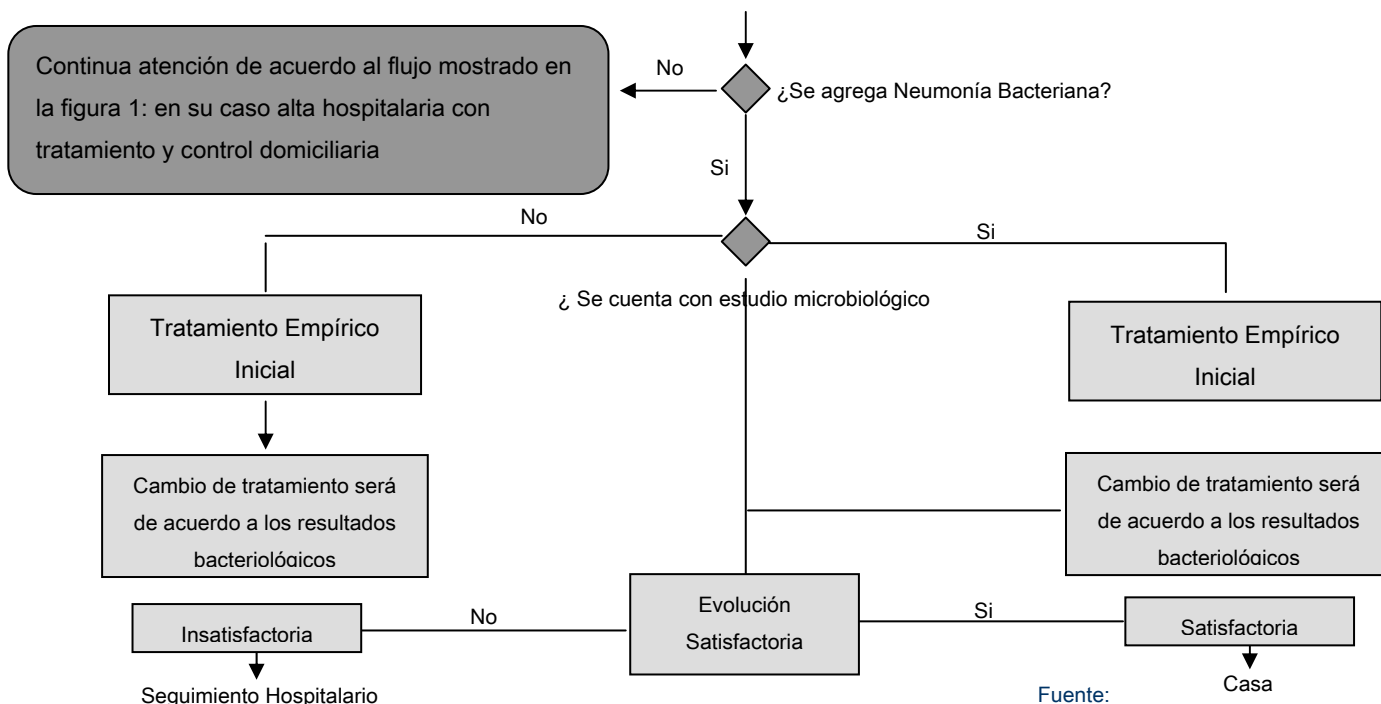 Continua atención de acuerdo al flujo mostrado en
la figura 1: en su caso alta hospitalaria con
tratamiento y control domiciliaria
No
¿Se agrega Neumonía Bacteriana?
Si
No
Si
¿ Se cuenta con estudio microbiológico
Tratamiento Empírico
Inicial
Tratamiento Empírico
Inicial
Cambio de tratamiento será
de acuerdo a los resultados
bacteriológicos
Cambio de tratamiento será
de acuerdo a los resultados
bacteriológicos
Evolución
Satisfactoria
No
Si
Insatisfactoria
Satisfactoria
Seguimiento Hospitalario
Casa
Fuente: